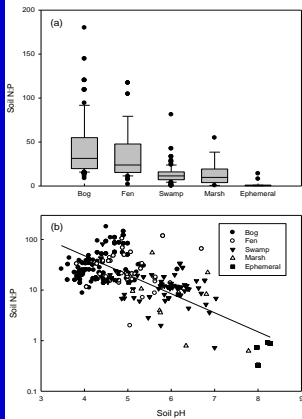 (a)
200
150
100
50
0
Soil N:P
Bog Fen Swamp Marsh Ephemeral
(b)
100
10
1
0.1
Soil N:P
Bog
Fen
Swamp
Marsh
Ephemeral
3 4 5 6 7 8 9
Soil pH